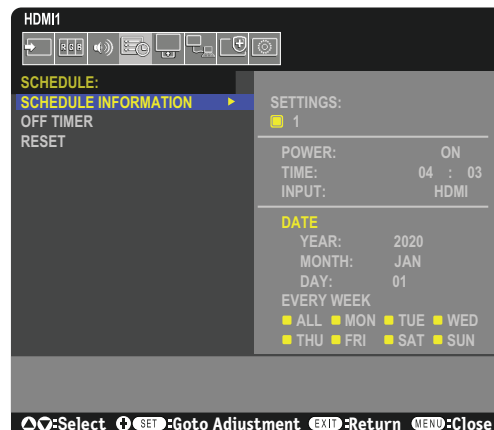 HDMI1
RGB
SCHEDULE:
SCHEDULE INFORMATION
OFF TIMER
RESET
SETTINGS:
1
POWER: ON
TIME: 04 : 03
INPUT: HDMI
DATE
YEAR: 2020
MONTH: JAN
DAY: 01
EVERY WEEK
ALL MON TUE WED
THU FRI SAT SUN
:Select SET :Goto Adjustment EXIT :Return MENU :Close